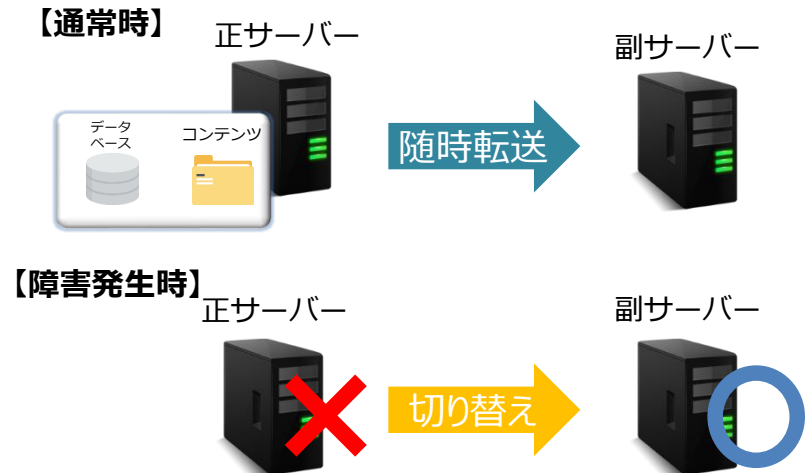 【通常時】
正サーバー
副サーバー
データ
ベース
コンテンツ
随時転送
【障害発生時】
正サーバー
副サーバー
切り替え